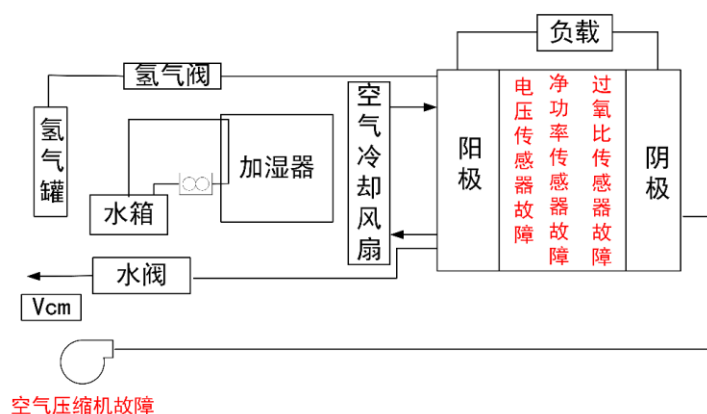 负载
氢气阀
氢气罐
空气冷却风扇
加湿器
水箱
阳极
电压传感器故障
净功率传感器故障
过氧比传感器故障
阴极
水阀
Vcm
空气压缩机故障